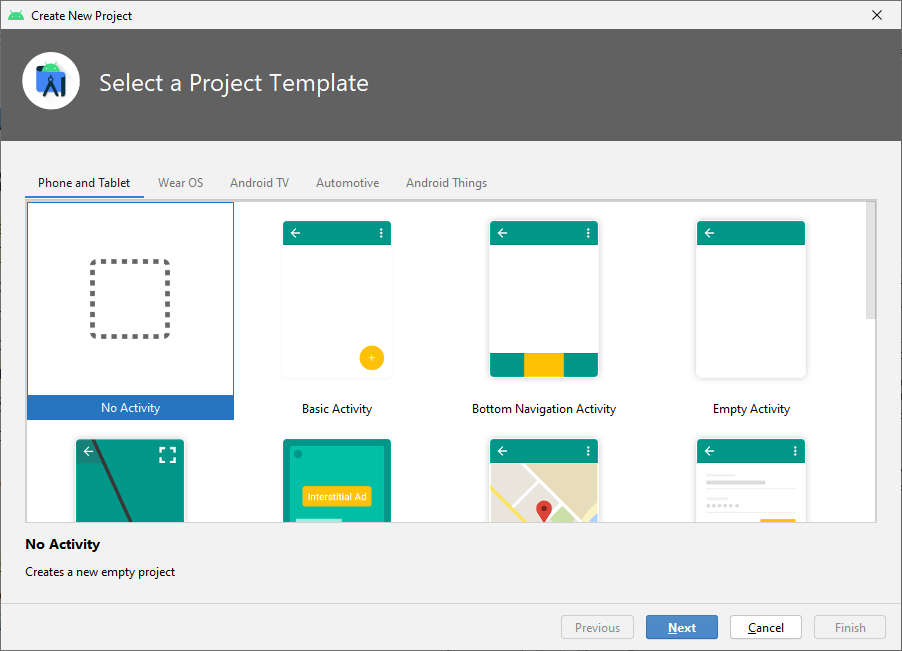 Create New Project
Select a Project Template
Phone and Tablet Wear OS Android TV Automotive Android Things
No Activity Basic Activity Bottom Navigation Activity Empty Activity
Interstitial Ad
No Activity
Creates a new empty project
Previous Next Cancel Finish